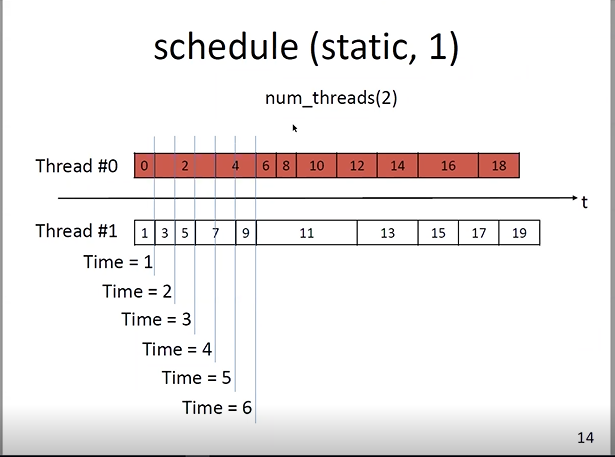 schedule (static, 1)
num_threads(2)
Thread #0 0 2 4 6 8 10 12 14 16 18
t
Thread #1 1 3 5 7 9 11 13 15 17 19
Time = 1
Time = 2
Time = 3
Time = 4
Time = 5
Time = 6
14